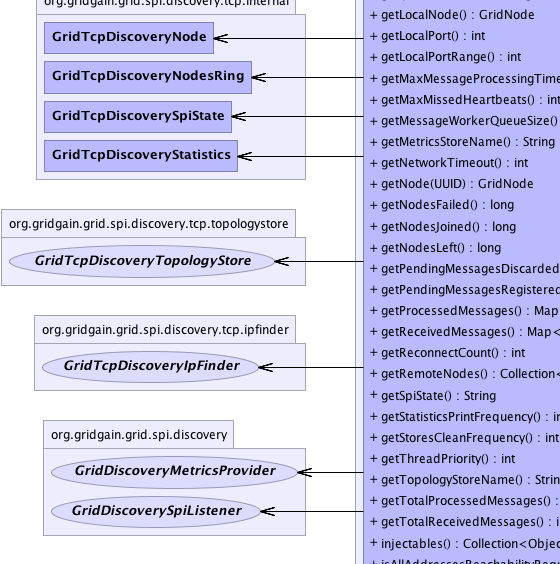 org.gridgain.grid.spi.discovery.tcp.internal
GridTcpDiscoveryNode
GridTcpDiscoveryNodesRing
GridTcpDiscoverySpiState
GridTcpDiscoveryStatistics
org.gridgain.grid.spi.discovery.tcp.topologystore
GridTcpDiscoveryTopologyStore
org.gridgain.grid.spi.discovery.tcp.ipfinder
GridTcpDiscoveryIpFinder
org.gridgain.grid.spi.discovery
GridDiscoveryMetricsProvider
GridDiscoverySpiListener
+ getLocalNode() : GridNode
+ getLocalPort() : int
+ getLocalPortRange() : int
+ getMaxMessageProcessingTime
+ getMaxMissedHeartbeats() : int
+ getMessageWorkerQueueSize()
+ getMetricsStoreName() : String
+ getNetworkTimeout() : int
+ getNode(UUID) : GridNode
+ getNodesFailed() : long
+ getNodesJoined() : long
+ getNodesLeft() : long
+ getPendingMessagesDiscarded
+ getPendingMessagesRegistered
+ getProcessedMessages() : Map
+ getReceivedMessages() : Map<
+ getReconnectCount() : int
+ getRemoteNodes() : Collection<
+ getSpiState() : String
+ getStatisticsPrintFrequency() : in
+ getStoresCleanFrequency() : int
+ getThreadPriority() : int
+ getTopologyStoreName() : Strin
+ getTotalProcessedMessages() :
+ getTotalReceivedMessages() : i
+ injectables() : Collection<Objec